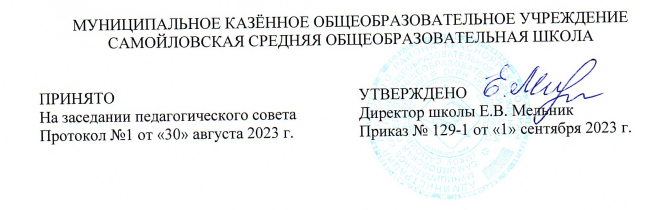 МУНИЦИПАЛЬНОЕ КАЗЁННОЕ ОБЩЕОБРАЗОВАТЕЛЬНОЕ УЧРЕЖДЕНИЕ
САМОЙЛОВСКАЯ СРЕДНЯЯ ОБЩЕОБРАЗОВАТЕЛЬНАЯ ШКОЛА
ПРИНЯТО
На заседании педагогического совета
Протокол №1 от «30» августа 2023 г.
УТВЕРЖДЕНО
Директор школы Е.В. Мельник
Приказ № 129-1 от «1» сентября 2023 г.